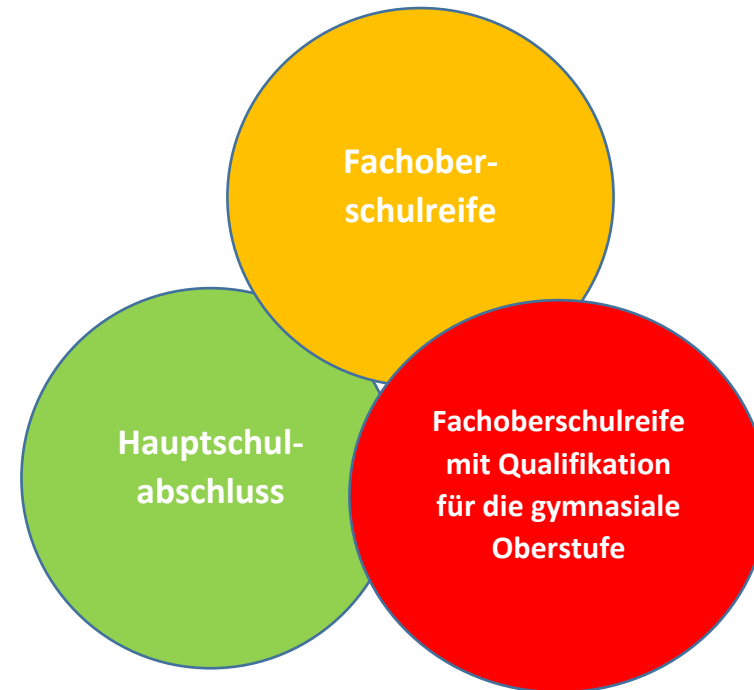 Fachober-
schulreife
Hauptschul-
abschluss
Fachoberschulreife
mit Qualifikation
für die gymnasiale
Oberstufe